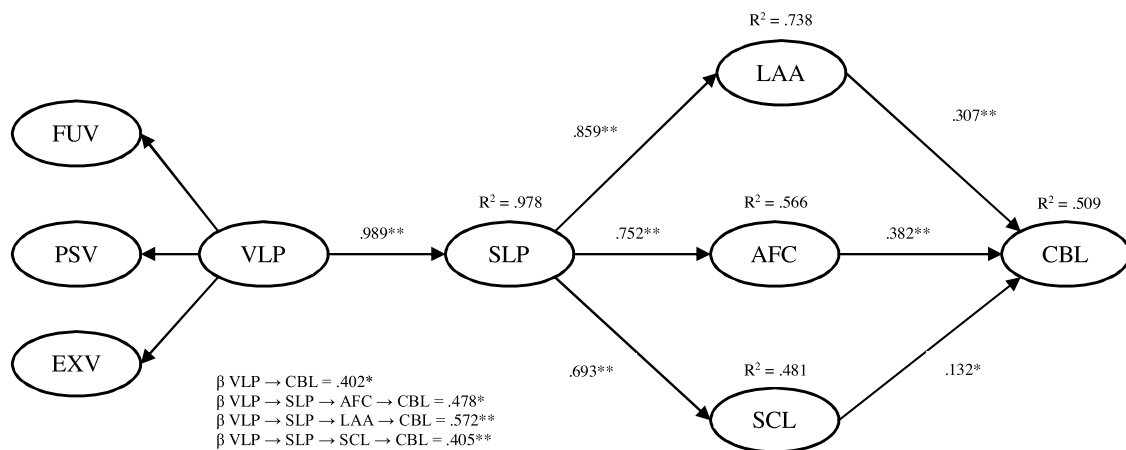 R² = .738
LAA
FUV
.859**
.307**
R² = .978
R² = .566
R² = .509
PSV
VLP
.989**
SLP
.752**
AFC
.382**
CBL
EXV
.693**
R² = .481
.132*
SCL
β VLP → CBL = .402*
β VLP → SLP → AFC → CBL = .478*
β VLP → SLP → LAA → CBL = .572**
β VLP → SLP → SCL → CBL = .405**